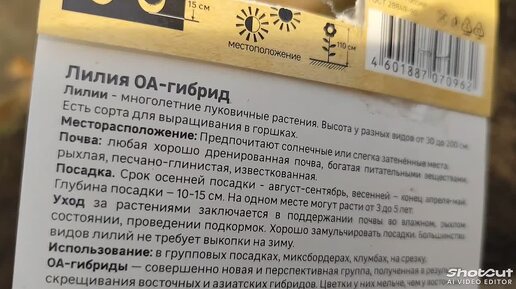 15 см
местоположение
110 см
4 601887 070962
Лилия ОА-гибрид
Лилии - многолетние луковичные растения. Высота у разных видов от 30 до 200 см.
Есть сорта для выращивания в горшках.
Месторасположение: Предпочитают солнечные или слегка затенённые места.
Почва: любая хорошо дренированная почва, богатая питательными веществами,
рыхлая, песчано-глинистая, известкованная.
Посадка. Срок осенней посадки - август-сентябрь, весенней – конец апреля-май.
Глубина посадки – 10-15 см. На одном месте могут расти от 3 до 5 лет.
Уход за растениями заключается в поддержании почвы во влажном, рыхлом
состоянии, проведении подкормок. Хорошо замульчировать посадки. Большинство
видов лилий не требует выкопки на зиму.
Использование: в групповых посадках, миксбордерах, клумбах, на срезку.
ОА-гибриды — совершенно новая и перспективная группа, полученная в
скрещивания восточных и азиатских гибридов. Цветки у них мельче, чем у
ShotCut
AI VIDEO EDITOR